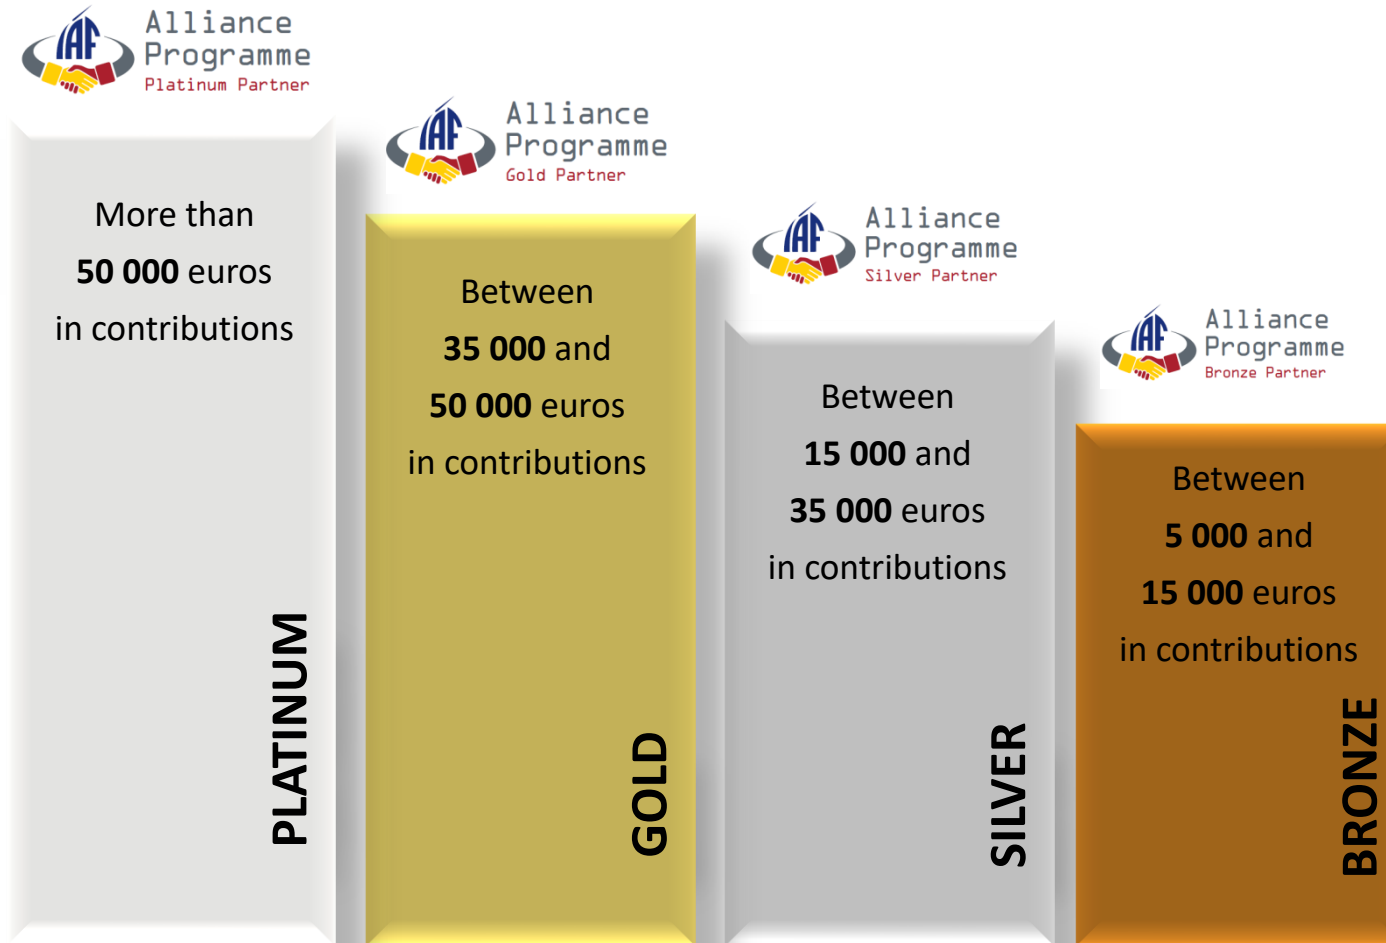 IAF
Alliance
Programme
Platinum Partner
More than
50 000 euros
in contributions
PLATINUM
IAF
Alliance
Programme
Gold Partner
Between
35 000 and
50 000 euros
in contributions
GOLD
IAF
Alliance
Programme
Silver Partner
Between
15 000 and
35 000 euros
in contributions
SILVER
IAF
Alliance
Programme
Bronze Partner
Between
5 000 and
15 000 euros
in contributions
BRONZE